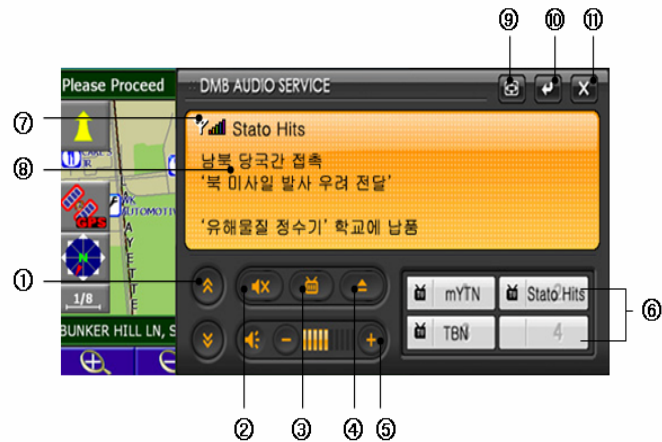 ⑨ ⑩ ⑪
Please Proceed
DMB AUDIO SERVICE
X
⑦
Stato Hits
⑧
남북 당국간 접촉
‘북 미사일 발사 우려 전달’
‘유해물질 정수기’ 학교에 납품
GPS
WK
AUTOMOTIV
AYETTE
N
①
mYTN
Stato Hits
⑥
1/8
TBN
4
BUNKER HILL LN, S
② ③ ④ ⑤